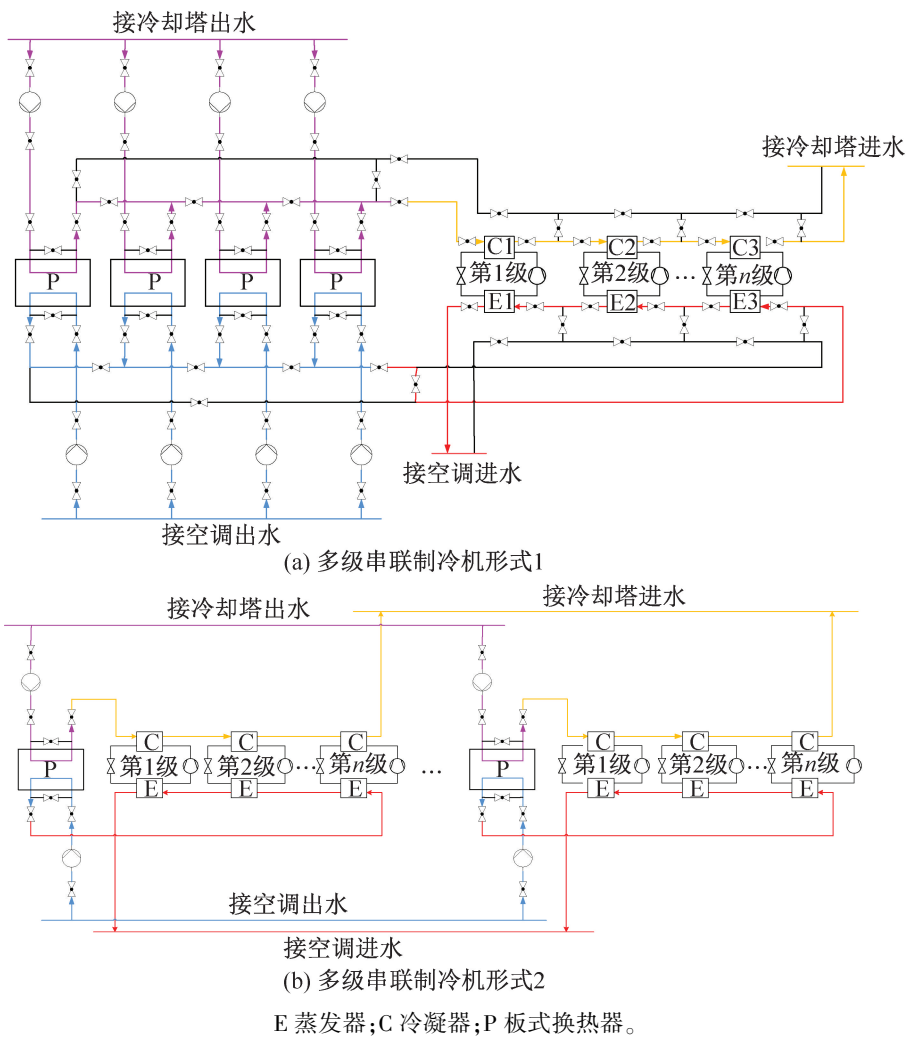 接冷却塔出水
接冷却塔进水
C1 C2 C3
第1级 第2级 … 第n级
P P P P
E1 E2 E3
接空调进水
接空调出水
(a) 多级串联制冷机形式1
接冷却塔出水 接冷却塔进水
C C C C C C
P 第1级 第2级 … 第n级 … P 第1级 第2级 … 第n级
E E E E E E
接空调出水
接空调进水
(b) 多级串联制冷机形式2
E 蒸发器;C 冷凝器;P 板式换热器。